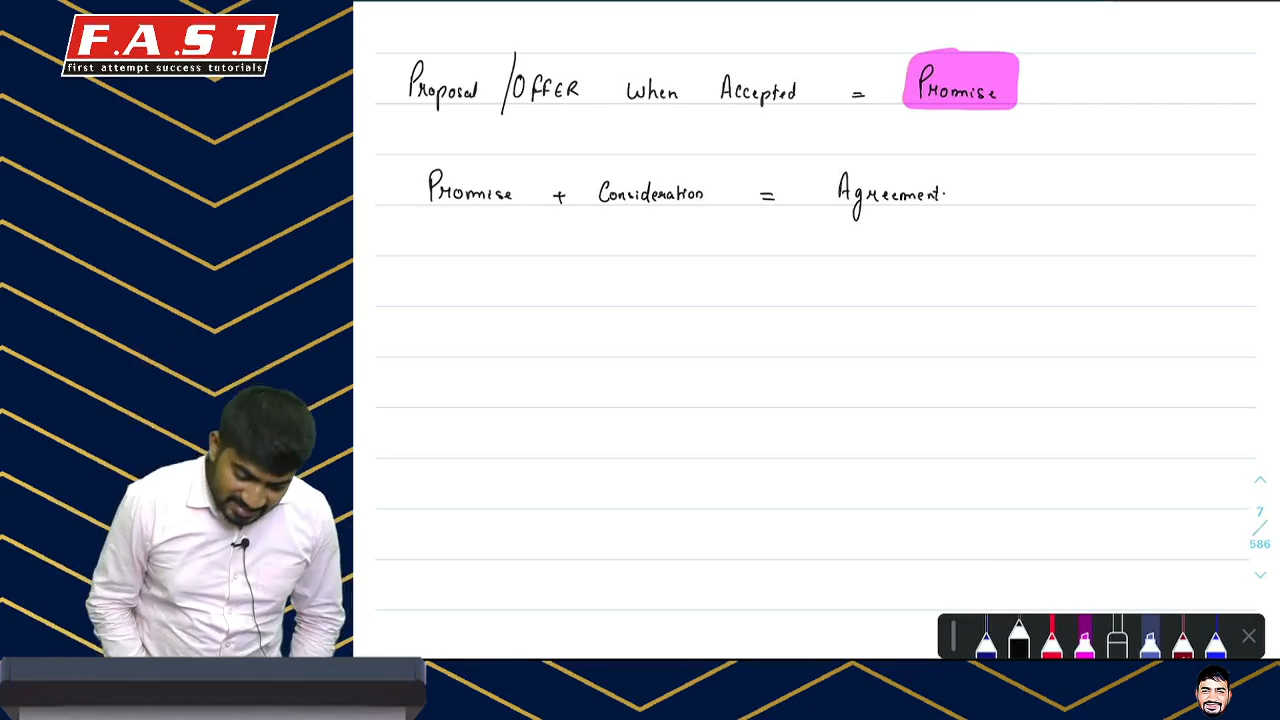 F.A.S.T
first attempt success tutorials
Proposal / OFFER When Accepted = Promise
Promise + Consideration = Agreement.
7
/
586